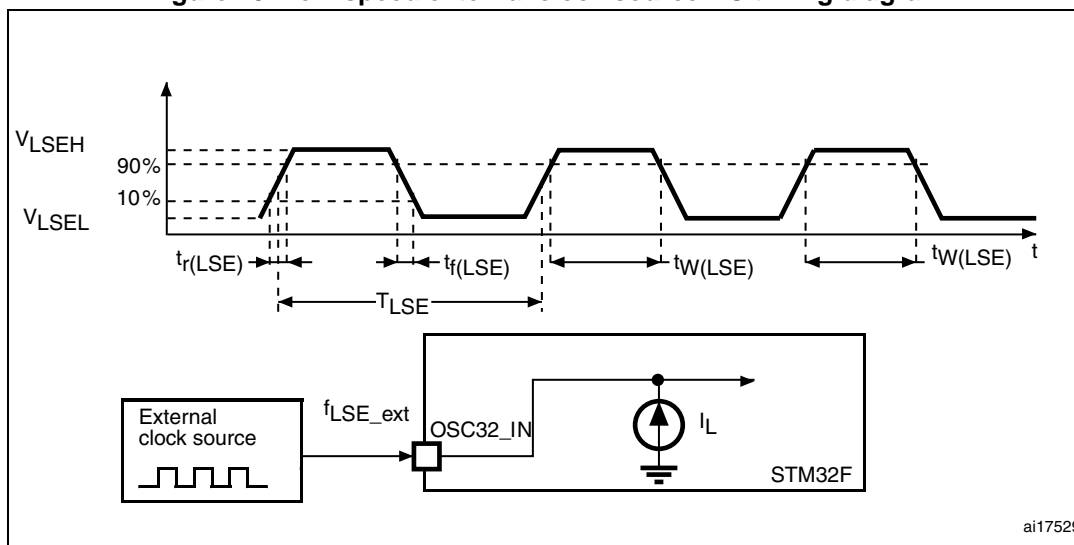 VLSEH
90%
10%
VLSEL
tr(LSE)
tf(LSE)
tW(LSE)
tW(LSE)
t
TLSE
External
clock source
fLSE_ext
OSC32_IN
IL
STM32F
ai17529